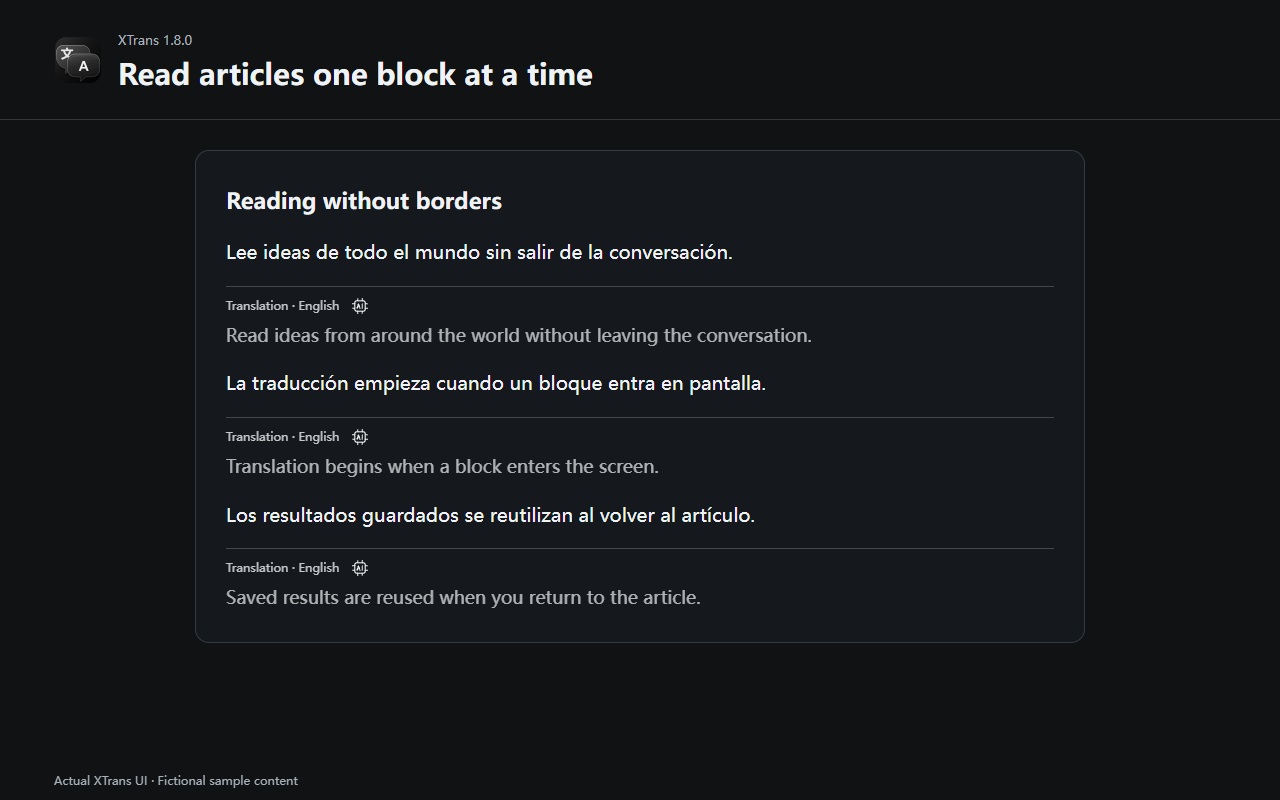 XTrans 1.8.0
文
A
Read articles one block at a time
Reading without borders
Lee ideas de todo el mundo sin salir de la conversación.
Translation · English AI
Read ideas from around the world without leaving the conversation.
La traducción empieza cuando un bloque entra en pantalla.
Translation · English AI
Translation begins when a block enters the screen.
Los resultados guardados se reutilizan al volver al artículo.
Translation · English AI
Saved results are reused when you return to the article.
Actual XTrans UI · Fictional sample content